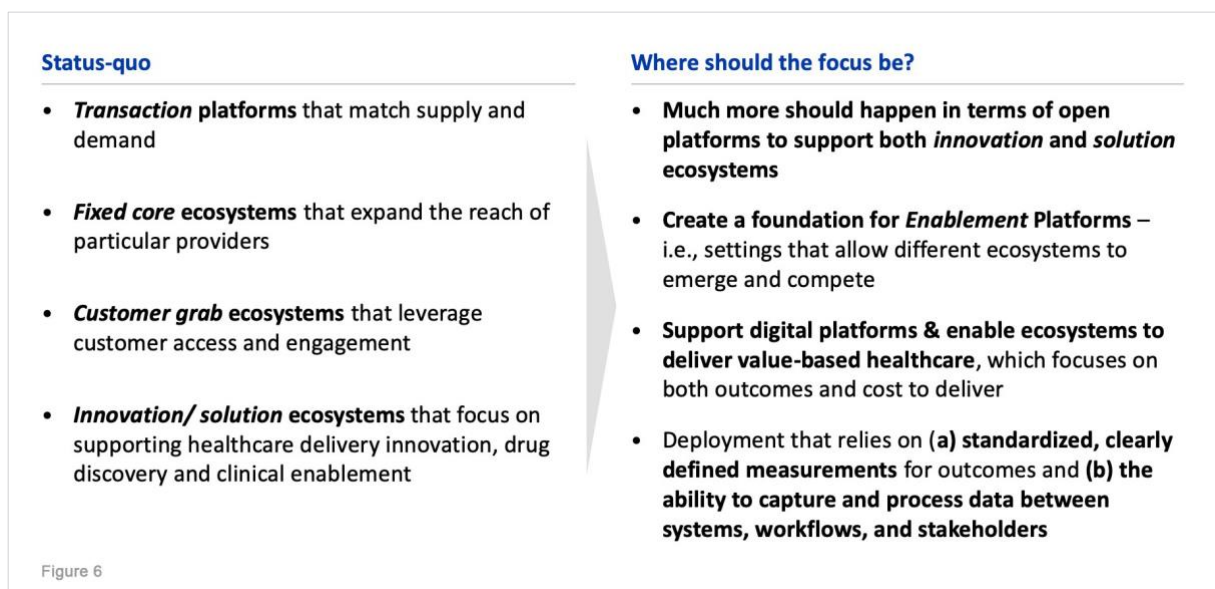 Status-quo
• Transaction platforms that match supply and
demand
• Fixed core ecosystems that expand the reach of
particular providers
• Customer grab ecosystems that leverage
customer access and engagement
• Innovation/ solution ecosystems that focus on
supporting healthcare delivery innovation, drug
discovery and clinical enablement
Where should the focus be?
• Much more should happen in terms of open
platforms to support both innovation and solution
ecosystems
• Create a foundation for Enablement Platforms –
i.e., settings that allow different ecosystems to
emerge and compete
• Support digital platforms & enable ecosystems to
deliver value-based healthcare, which focuses on
both outcomes and cost to deliver
• Deployment that relies on (a) standardized, clearly
defined measurements for outcomes and (b) the
ability to capture and process data between
systems, workflows, and stakeholders
Figure 6